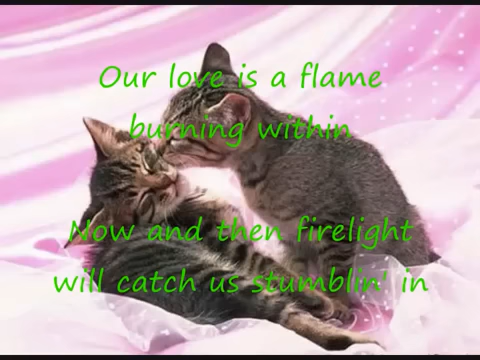 Our love is a flame
burning within
Now and then firelight
will catch us stumblin' in